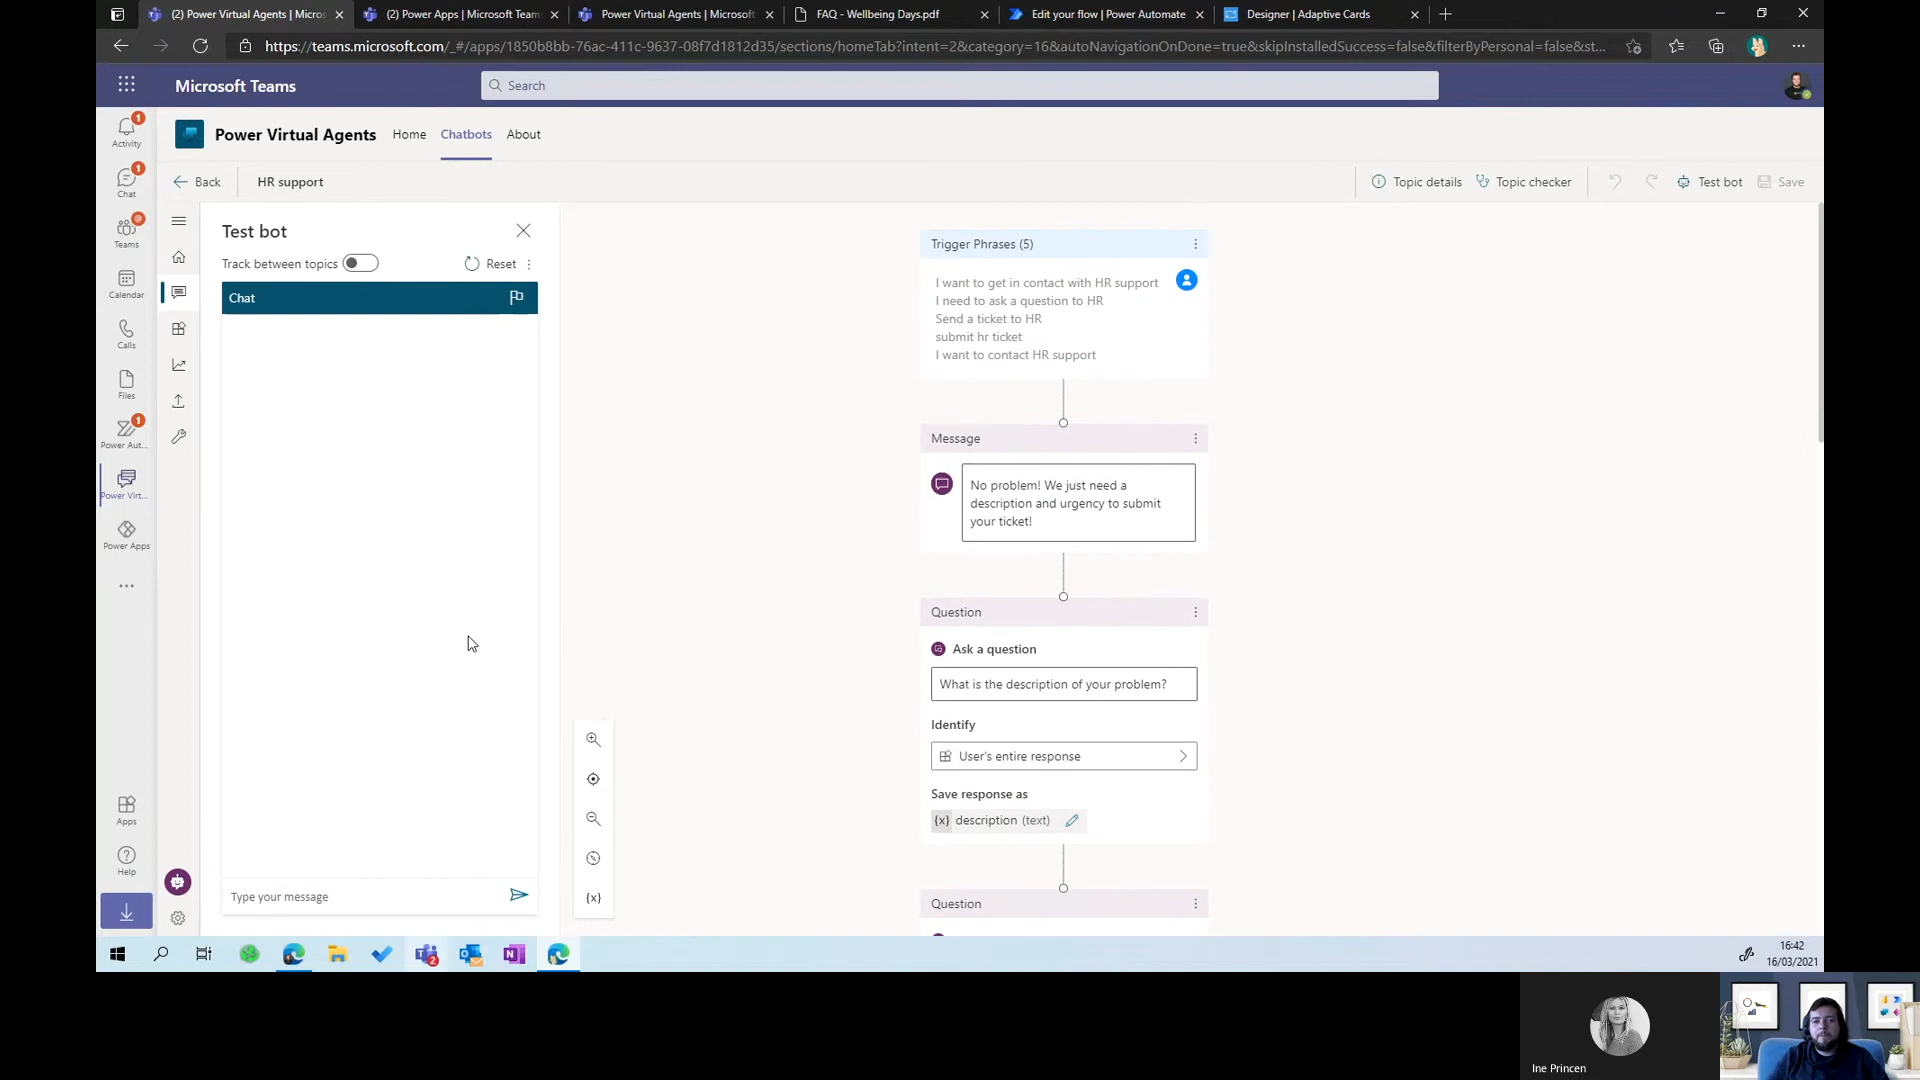 (2) Power Virtual Agents | Micros
(2) Power Apps | Microsoft Team
Power Virtual Agents | Microsoft
FAQ - Wellbeing Days.pdf
Edit your flow | Power Automate
Designer | Adaptive Cards
https://teams.microsoft.com/_#/apps/1850b8bb-76ac-411c-9637-08f7d1812d35/sections/homeTab?intent=2&category=16&autoNavigationOnDone=true&skipInstalledSuccess=false&filterByPersonal=false&st...
Microsoft Teams
Search
Activity
1
Chat
1
Teams
@
Calendar
Calls
Files
Power Aut...
1
Power Virt...
Power Apps
Apps
Help
Power Virtual Agents
Home
Chatbots
About
Back
HR support
Topic details
Topic checker
Test bot
Save
Test bot
Track between topics
Reset
Chat
Type your message
{x}
Trigger Phrases (5)
I want to get in contact with HR support
I need to ask a question to HR
Send a ticket to HR
submit hr ticket
I want to contact HR support
Message
No problem! We just need a
description and urgency to submit
your ticket!
Question
Ask a question
What is the description of your problem?
Identify
User's entire response
Save response as
{x} description (text)
Question
2
16:42
16/03/2021
Ine Princen